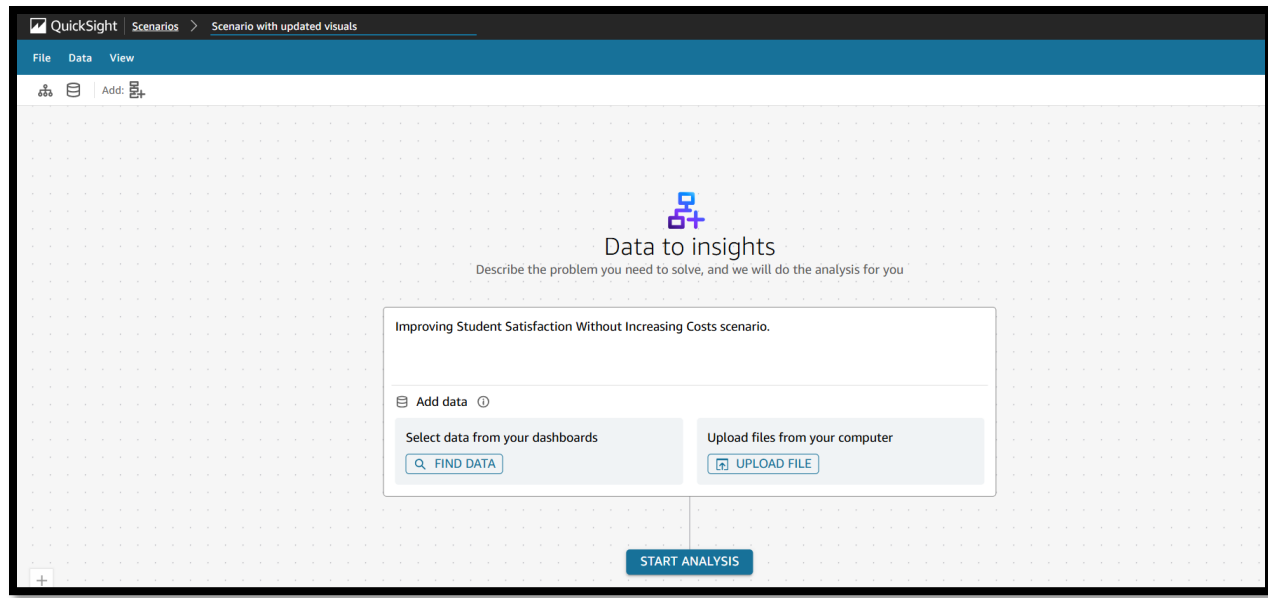 QuickSight Scenarios > Scenario with updated visuals
File Data View
Add:
Data to insights
Describe the problem you need to solve, and we will do the analysis for you
Improving Student Satisfaction Without Increasing Costs scenario.
Add data
Select data from your dashboards
FIND DATA
Upload files from your computer
UPLOAD FILE
START ANALYSIS